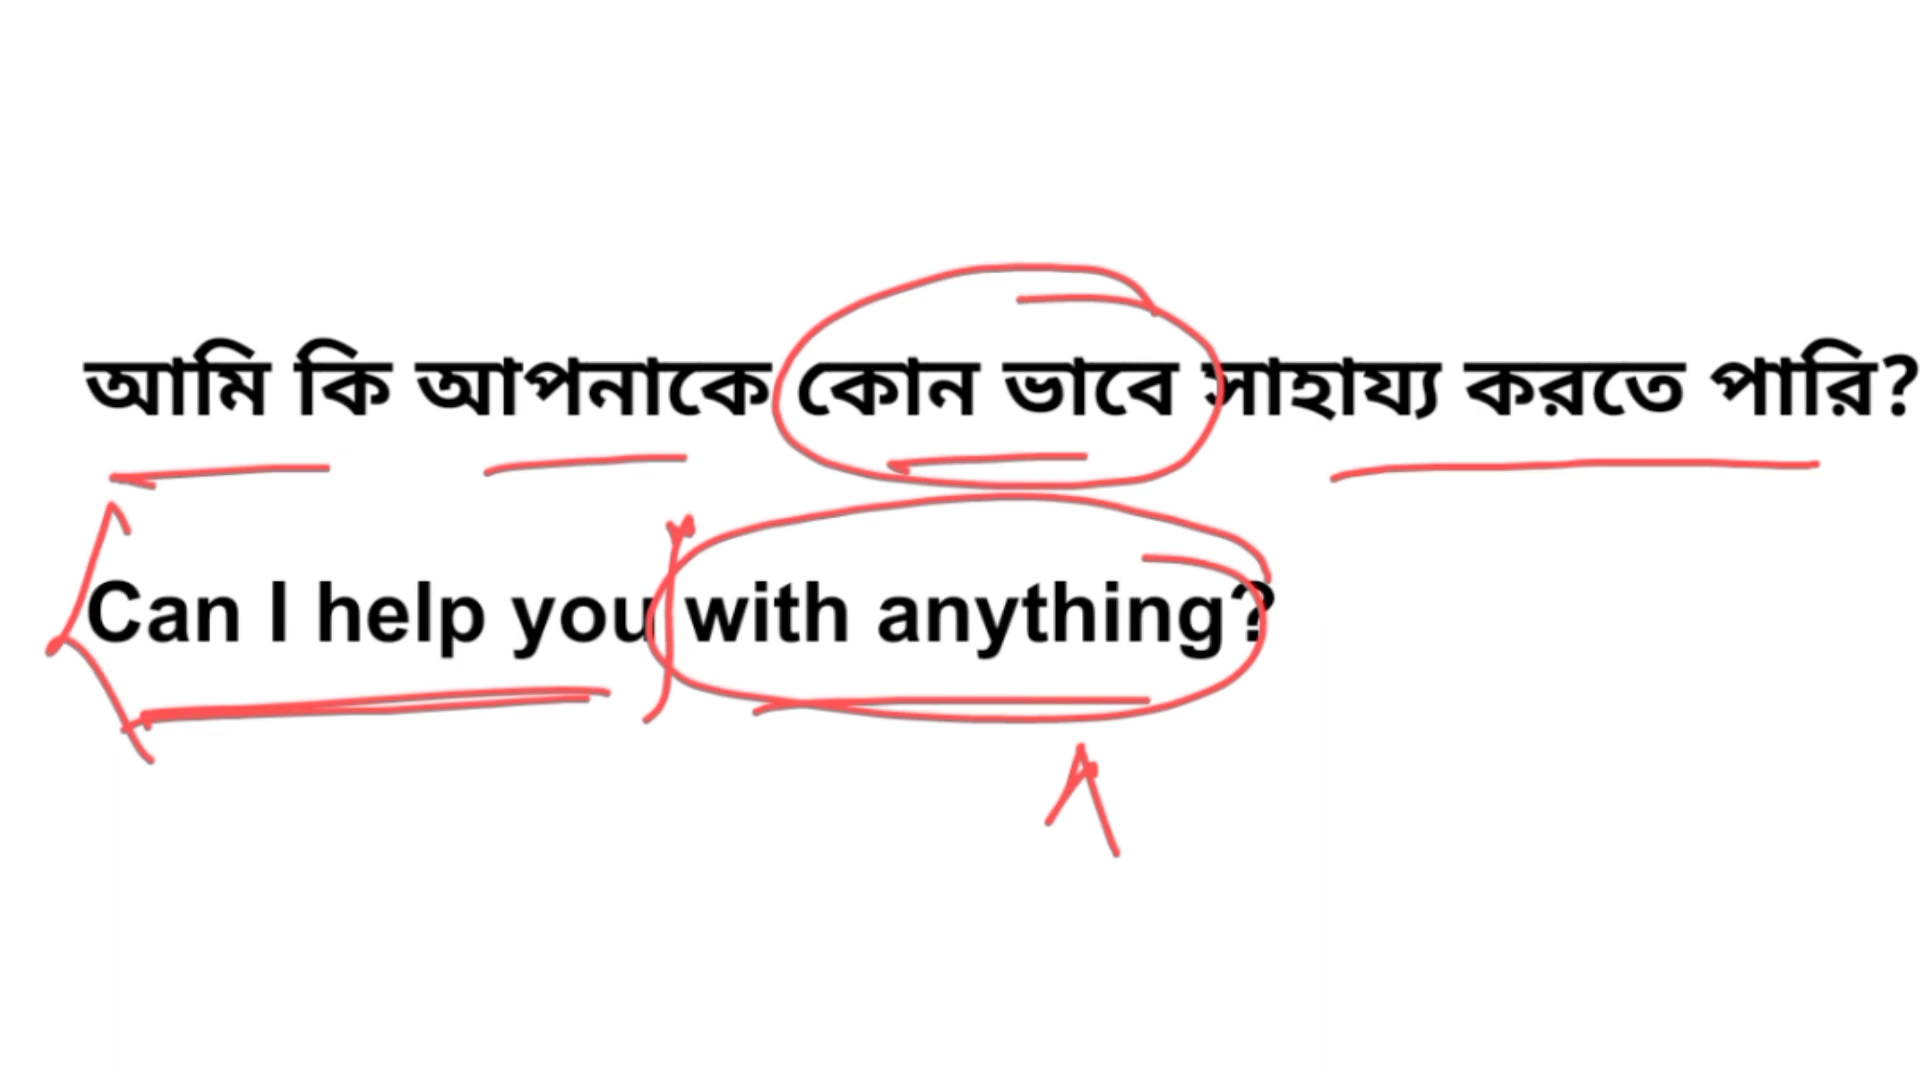 আমি কি আপনাকে কোন ভাবে সাহায্য করতে পারি?
Can I help you with anything?